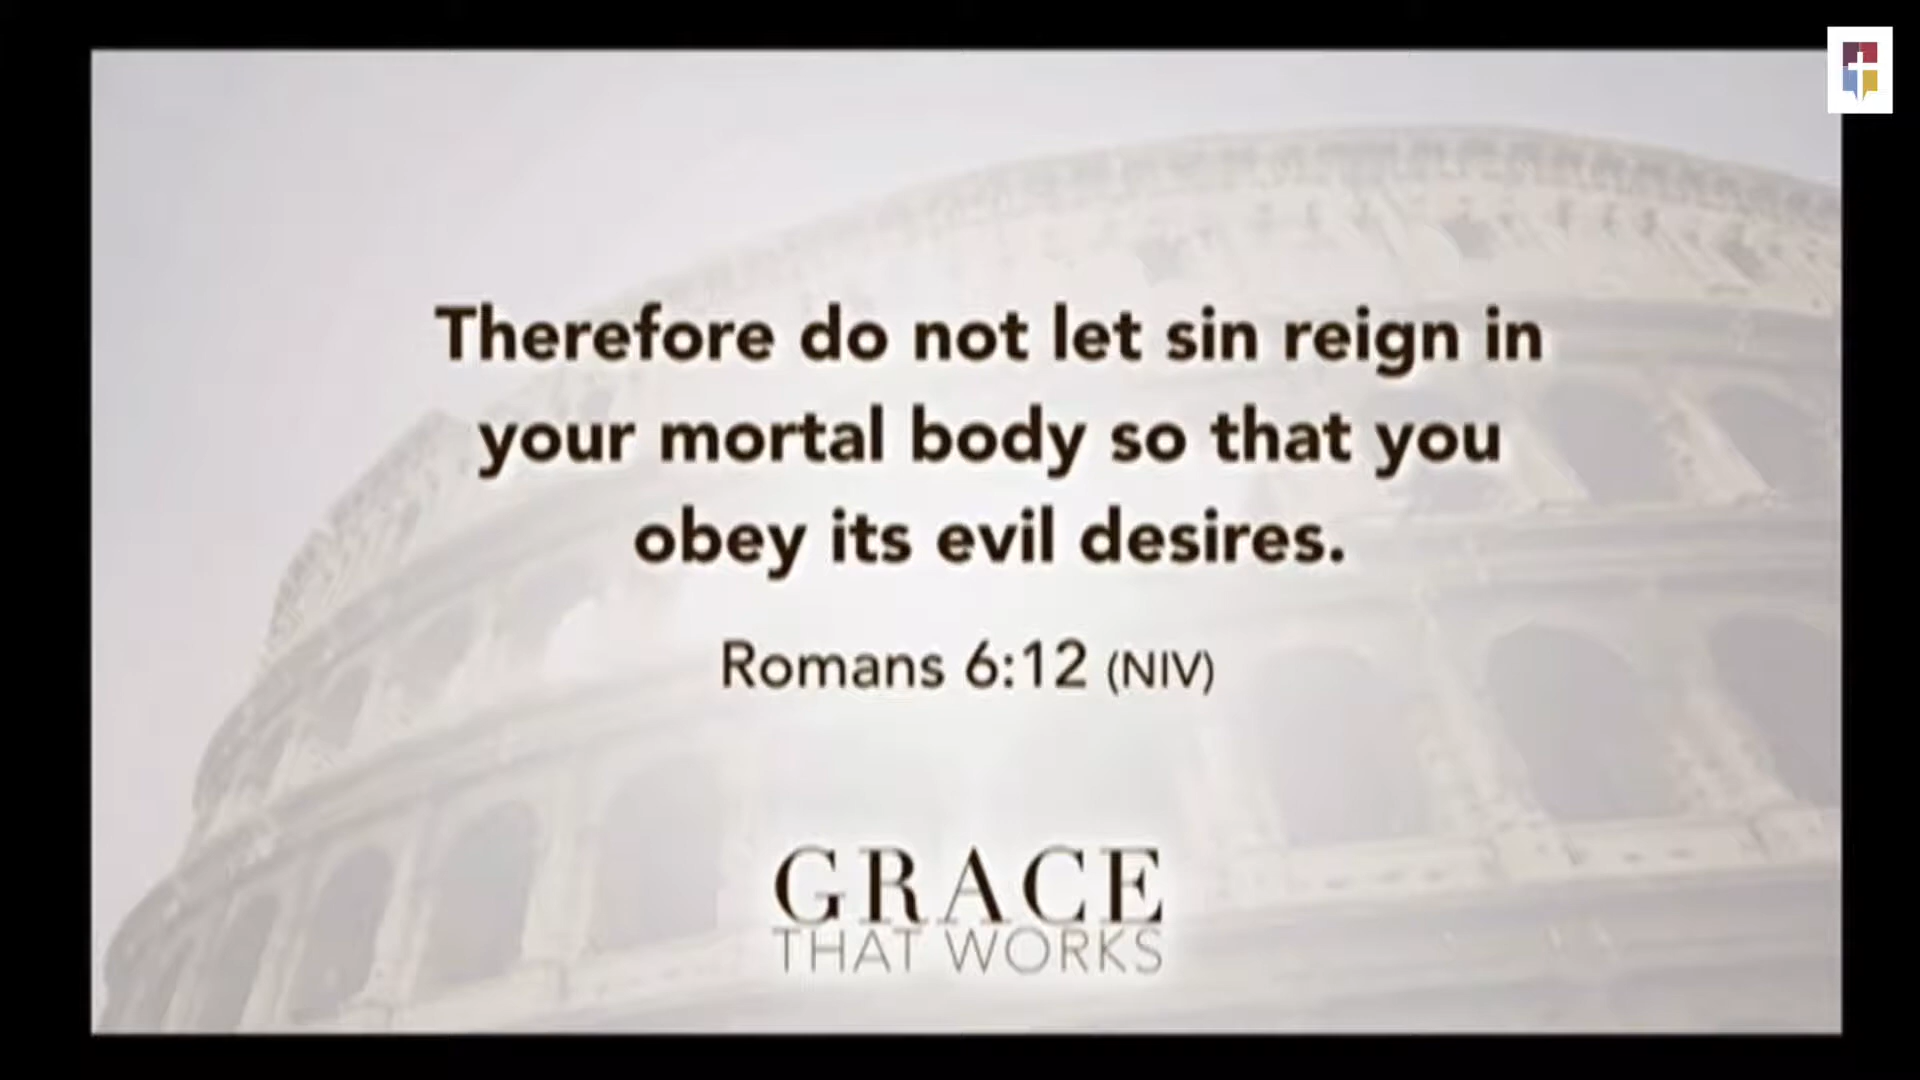 Therefore do not let sin reign in
your mortal body so that you
obey its evil desires.
Romans 6:12 (NIV)
GRACE
THAT WORKS